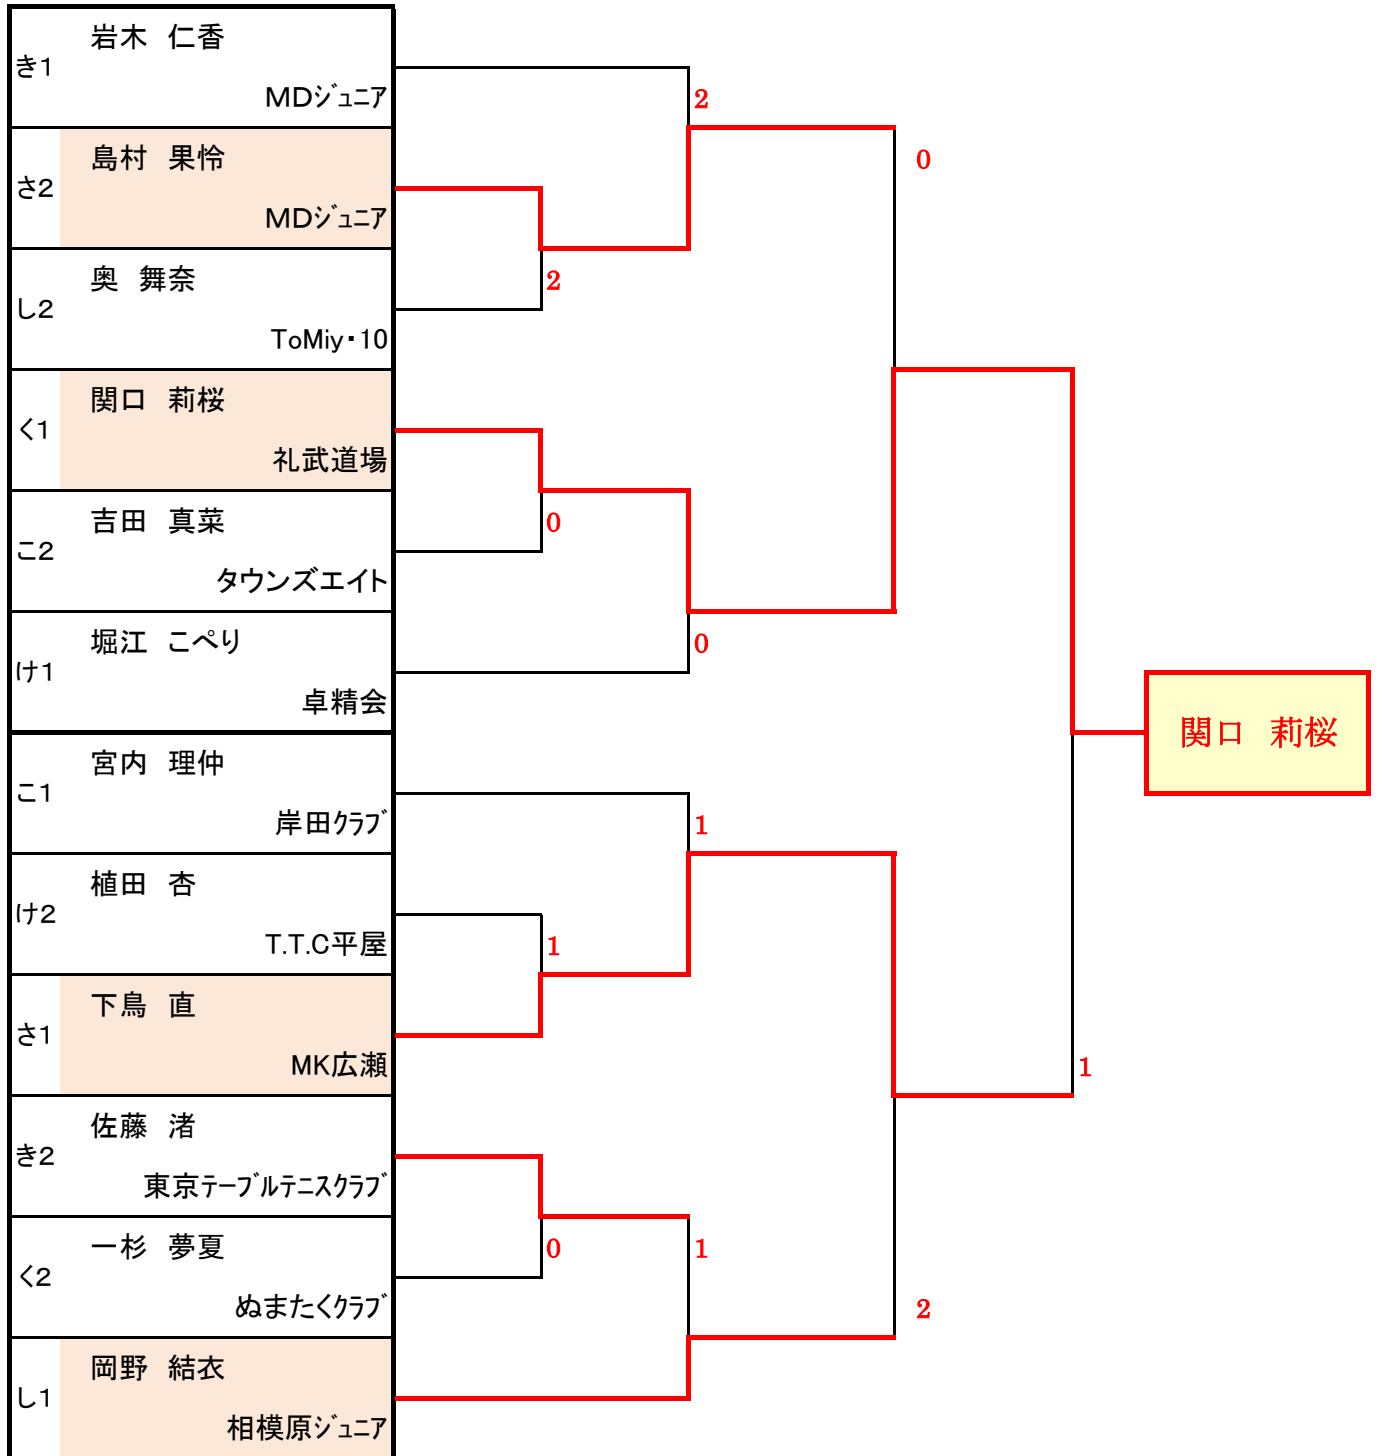 岩木　仁香
き1
MDｼﾞｭﾆｱ
2
島村　果怜
0
さ2
MDｼﾞｭﾆｱ
奥　舞奈
2
し2
ToMiy・10
関口　莉桜
く1
礼武道場
吉田　真菜
0
こ2
タウンズエイト
堀江　こぺり
0
け1
卓精会
関口　莉桜
宮内　理仲
こ1
岸田ｸﾗﾌﾞ
1
植田　杏
け2
T.T.C平屋
1
下鳥　直
さ1
MK広瀬
1
佐藤　渚
き2
東京ﾃｰﾌﾞﾙﾃﾆｽｸﾗﾌﾞ
一杉　夢夏
0
1
く2
ぬまたくｸﾗﾌﾞ
2
岡野　結衣
し1
相模原ｼﾞｭﾆｱ